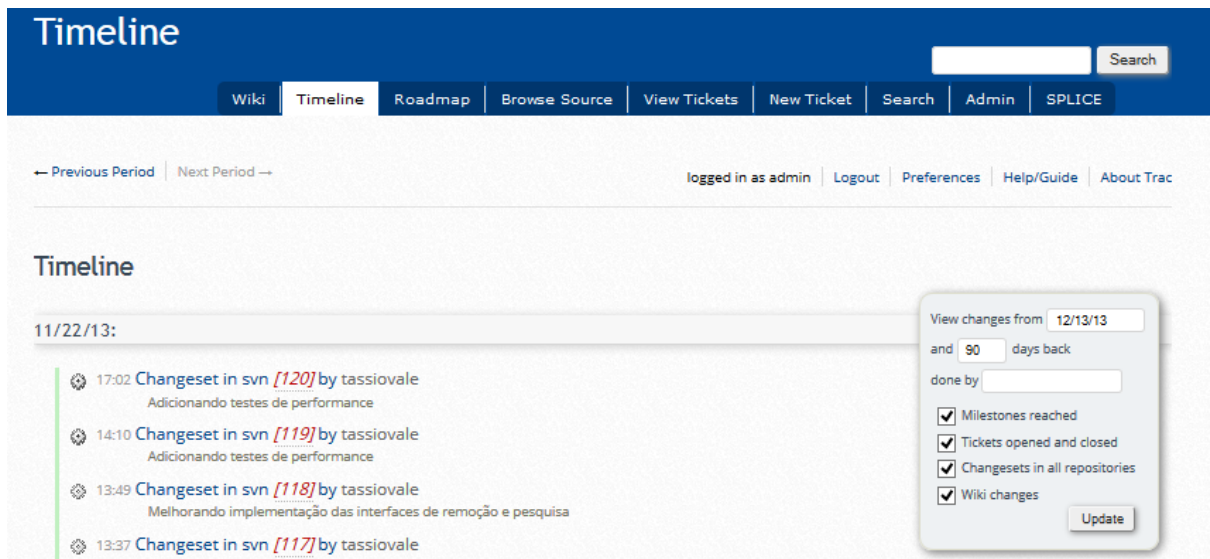 Timeline
Search
Wiki Timeline Roadmap Browse Source View Tickets New Ticket Search Admin SPLICE
← Previous Period Next Period →
logged in as admin Logout Preferences Help/Guide About Trac
Timeline
11/22/13:
17:02 Changeset in svn [120] by tassiovale
Adicionando testes de performance
14:10 Changeset in svn [119] by tassiovale
Adicionando testes de performance
13:49 Changeset in svn [118] by tassiovale
Melhorando implementação das interfaces de remoção e pesquisa
13:37 Changeset in svn [117] by tassiovale
View changes from 12/13/13
and 90 days back
done by
Milestones reached
Tickets opened and closed
Changesets in all repositories
Wiki changes
Update